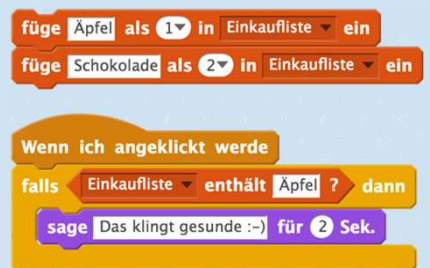 füge Äpfel als 1 in Einkaufliste ein
füge Schokolade als 2 in Einkaufliste ein
Wenn ich angeklickt werde
falls Einkaufliste enthält Äpfel ? dann
sage Das klingt gesunde :-) für 2 Sek.